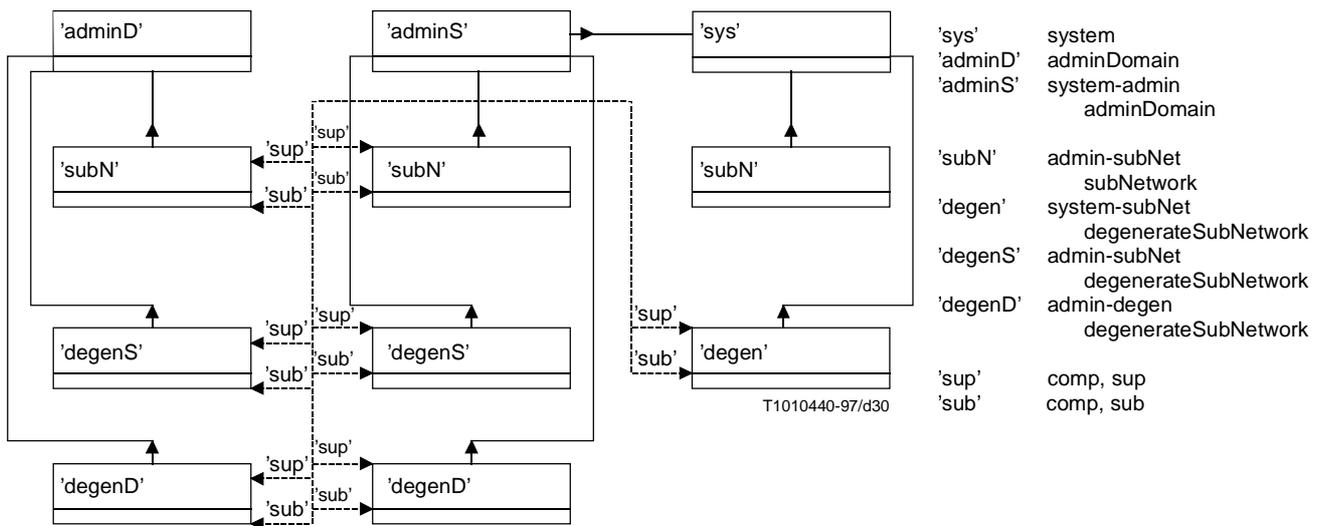 'adminD'
'adminS'
'sys'
'sup'
'sup'
'subN'
'subN'
'subN'
'sub'
'sub'
'sup'
'sup'
'sup'
'degenS'
'degenS'
'degen'
'sub'
'sub'
'sub'
T1010440-97/d30
'sup'
'sup'
'degenD'
'degenD'
'sub'
'sub'
'sys' system
'adminD' adminDomain
'adminS' system-admin
adminDomain
'subN' admin-subNet
subNetwork
'degen' system-subNet
degenerateSubNetwork
'degenS' admin-subNet
degenerateSubNetwork
'degenD' admin-degen
degenerateSubNetwork
'sup' comp, sup
'sub' comp, sub